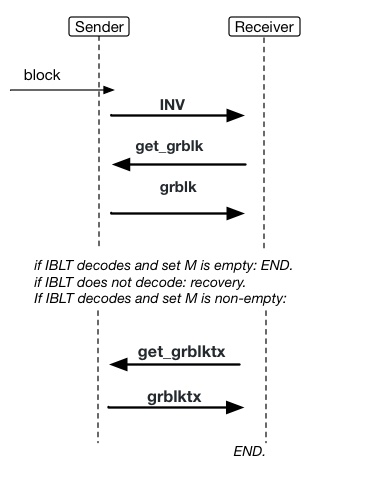 Sender Receiver
block
INV
get_grblk
grblk
if IBLT decodes and set M is empty: END.
if IBLT does not decode: recovery.
If IBLT decodes and set M is non-empty:
get_grblktx
grblktx
END.